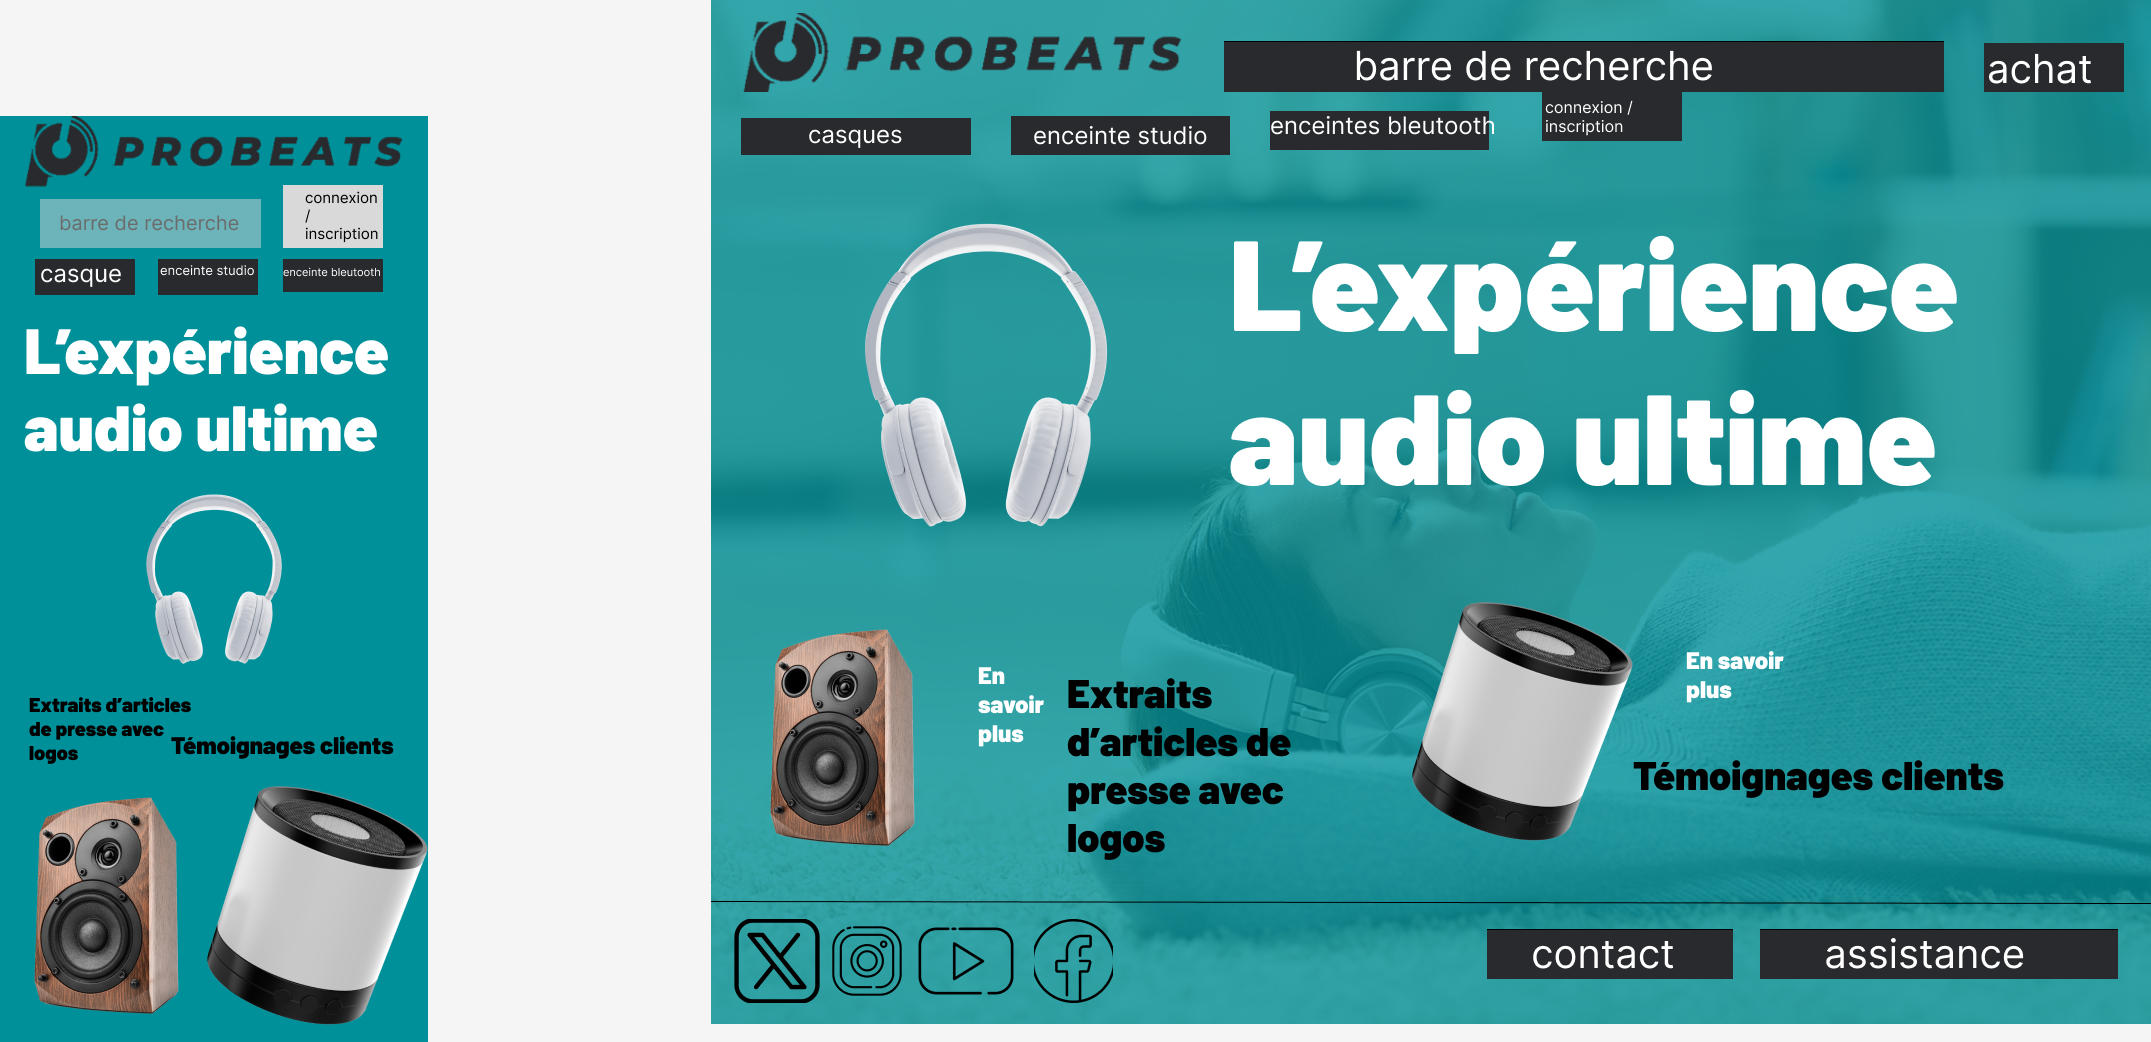 PROBEATS
barre de recherche
connexion
/
inscription
casque
enceinte studio
enceinte bleutooth
L’expérience
audio ultime
Extraits d’articles
de presse avec
logos
Témoignages clients
PROBEATS
barre de recherche
achat
casques
enceinte studio
enceintes bleutooth
connexion /
inscription
L’expérience
audio ultime
En
savoir
plus
Extraits
d’articles de
presse avec
logos
En savoir
plus
Témoignages clients
contact
assistance